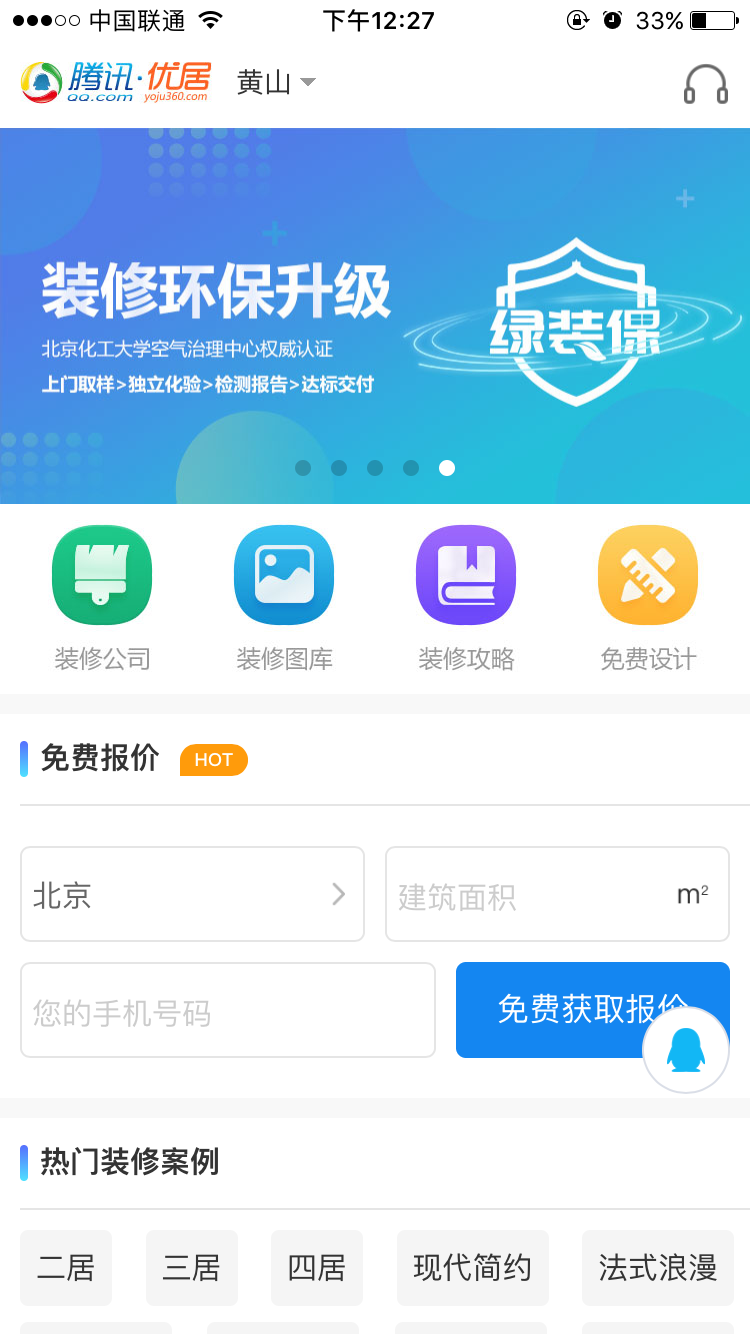 中国联通 下午12:27 33%
腾讯·优居 黄山
qq.com yoju360.com
装修环保升级
绿装保
北京化工大学空气治理中心权威认证
上门取样>独立化验>检测报告>达标交付
装修公司 装修图库 装修攻略 免费设计
免费报价 HOT
北京 建筑面积 m²
您的手机号码 免费获取报价
热门装修案例
二居 三居 四居 现代简约 法式浪漫